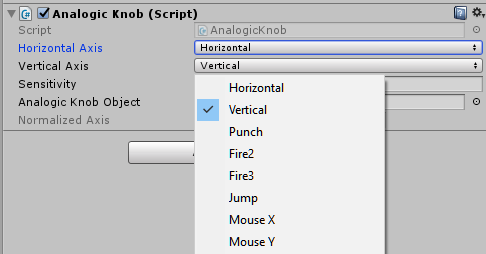 Analogic Knob (Script)
Script AnalogicKnob
Horizontal Axis Horizontal
Vertical Axis Vertical
Sensitivity
Analogic Knob Object
Normalized Axis
Horizontal
Vertical
Punch
Fire2
Fire3
Jump
Mouse X
Mouse Y